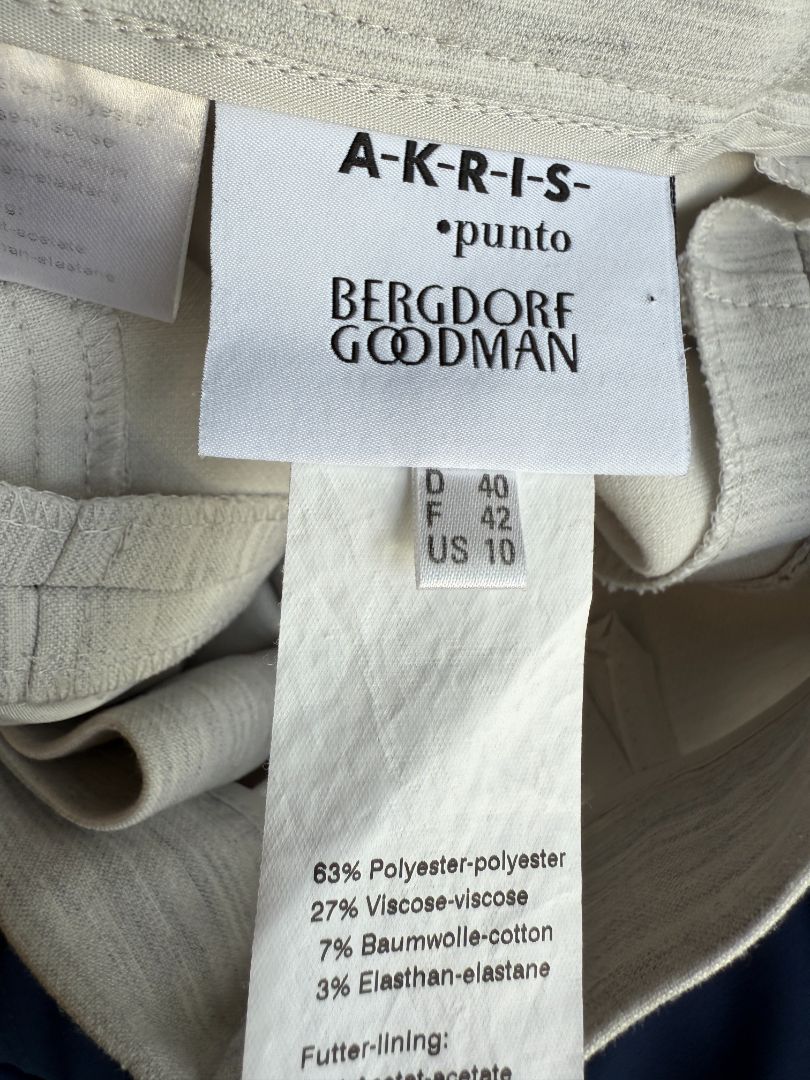 A-K-R-I-S-
•punto
BERGDORF
GOODMAN
D 40
F 42
US 10
63% Polyester-polyester
27% Viscose-viscose
7% Baumwolle-cotton
3% Elasthan-elastane
Futter-lining: